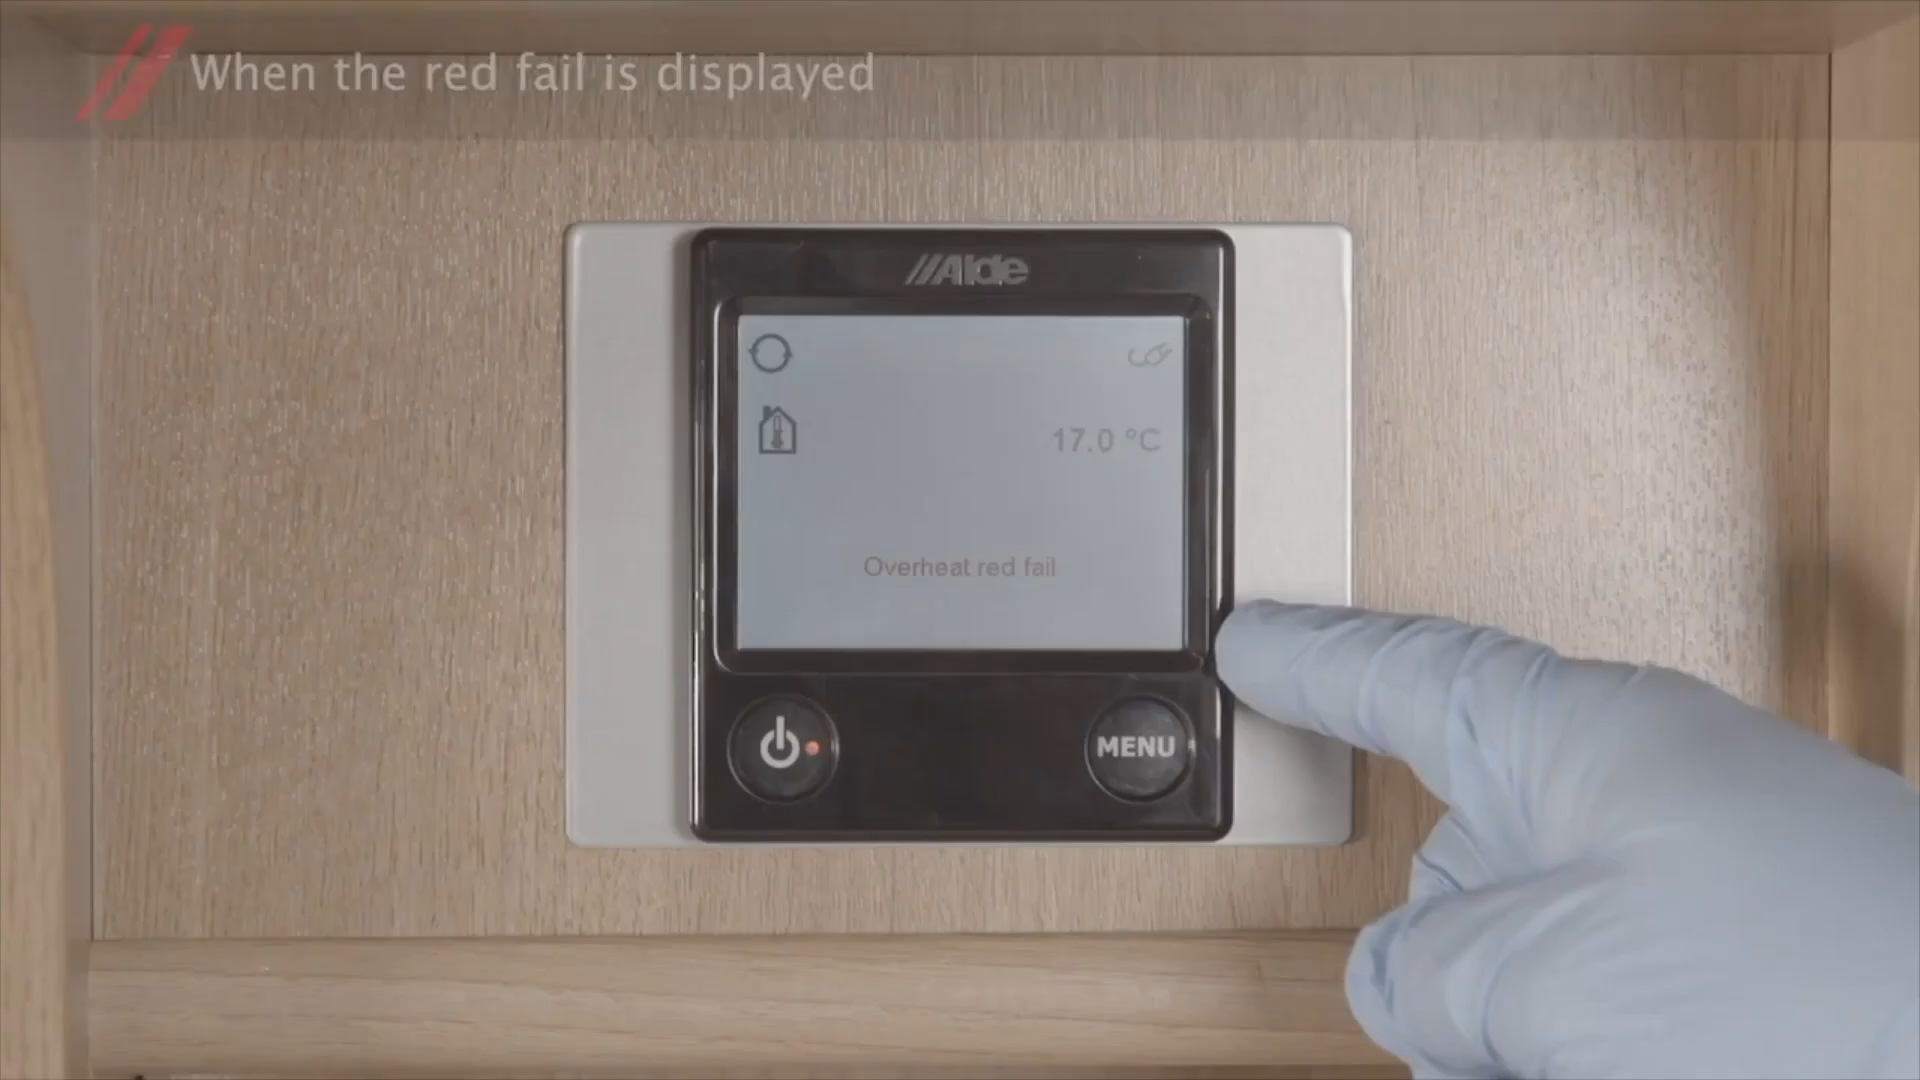 When the red fail is displayed
Alde
17.0 °C
Overheat red fail
MENU